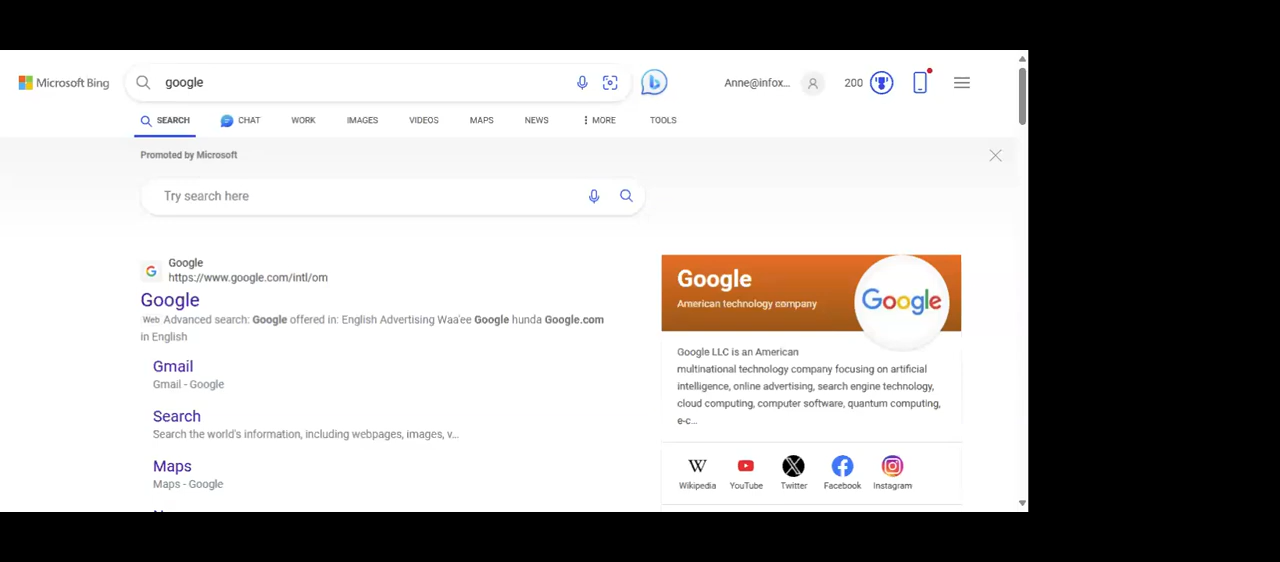 Microsoft Bing
google
Anne@infox...
200
SEARCH
CHAT
WORK
IMAGES
VIDEOS
MAPS
NEWS
MORE
TOOLS
Promoted by Microsoft
Try search here
Google
https://www.google.com/intl/om
Google
Web Advanced search: Google offered in: English Advertising Waa'ee Google hunda Google.com
in English
Gmail
Gmail - Google
Search
Search the world's information, including webpages, images, v...
Maps
Maps - Google
Google
American technology company
Google
Google LLC is an American
multinational technology company focusing on artificial
intelligence, online advertising, search engine technology,
cloud computing, computer software, quantum computing,
e-c...
Wikipedia
YouTube
Twitter
Facebook
Instagram